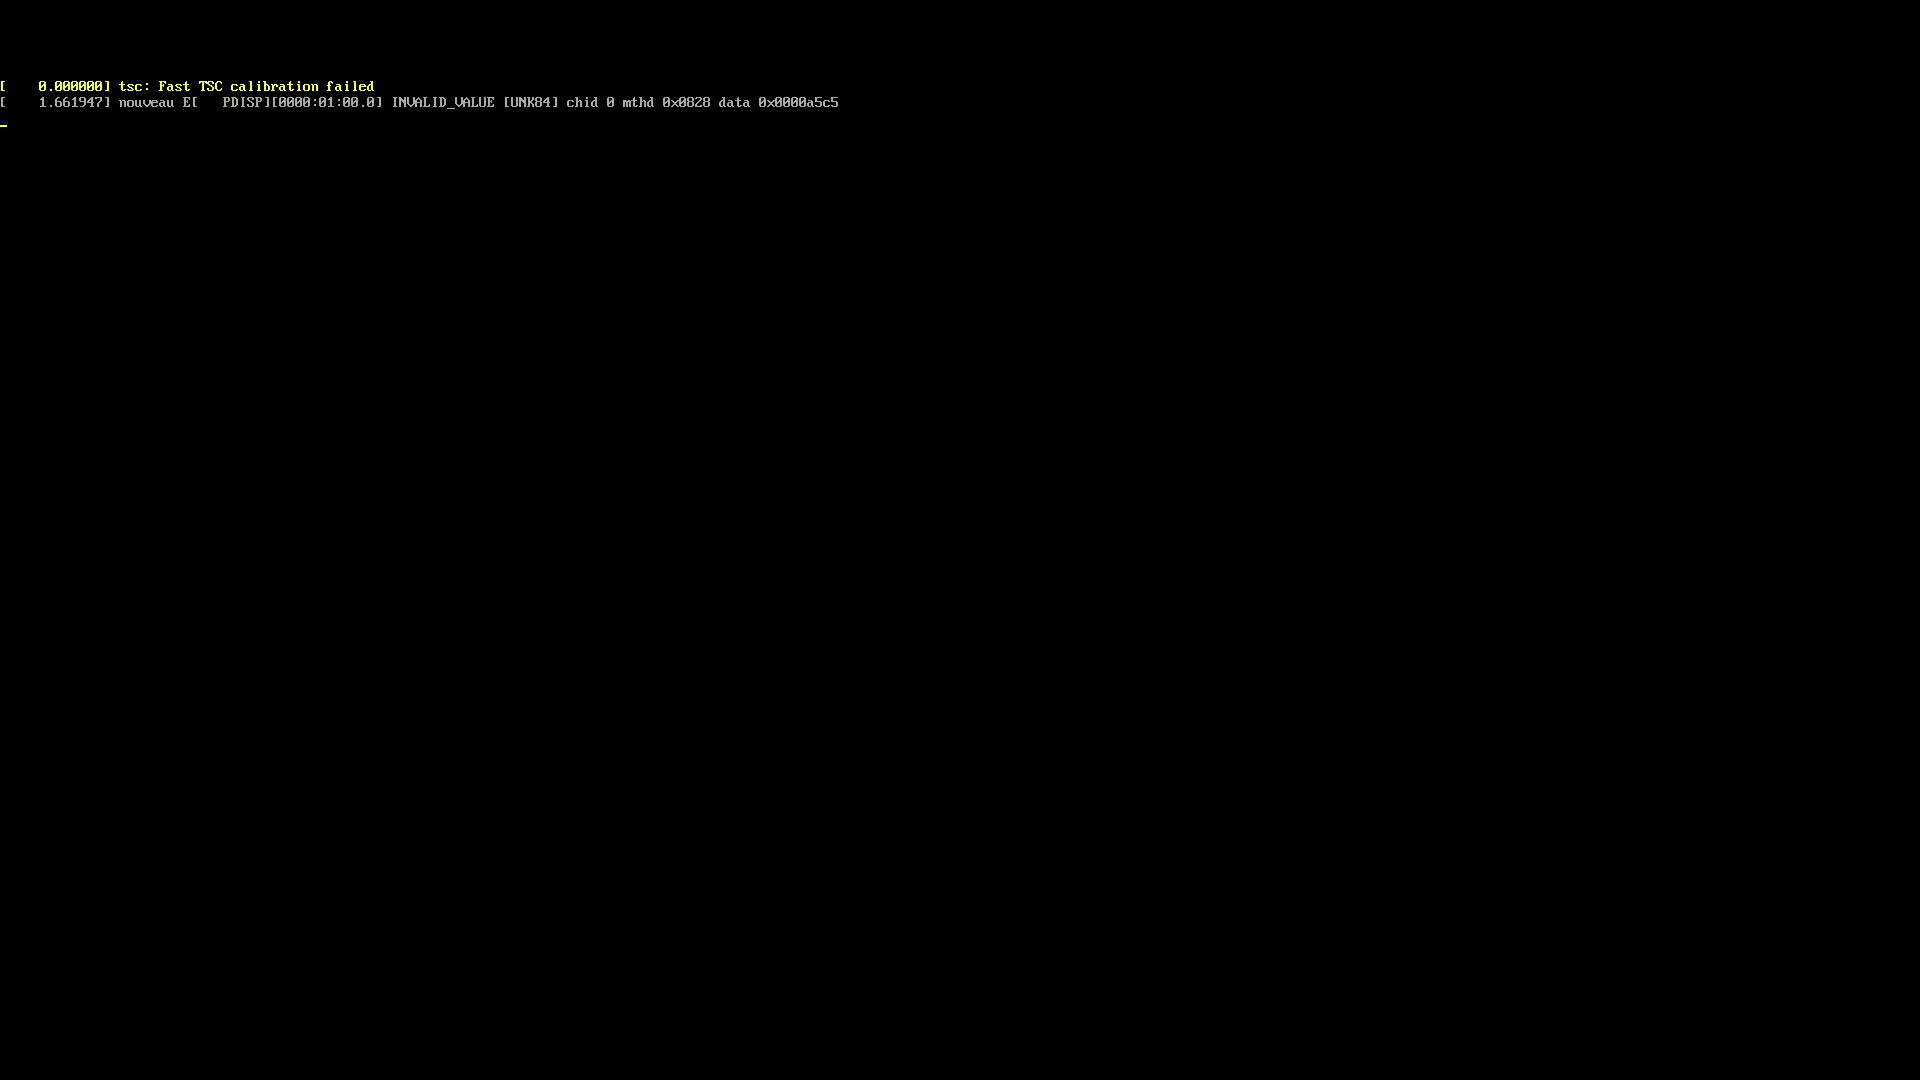 [    0.000000] tsc: Fast TSC calibration failed
[    1.661947] nouveau E[   PDISP][0000:01:00.0] INVALID_VALUE [UNK84] chid 0 mthd 0x0828 data 0x0000a5c5
_